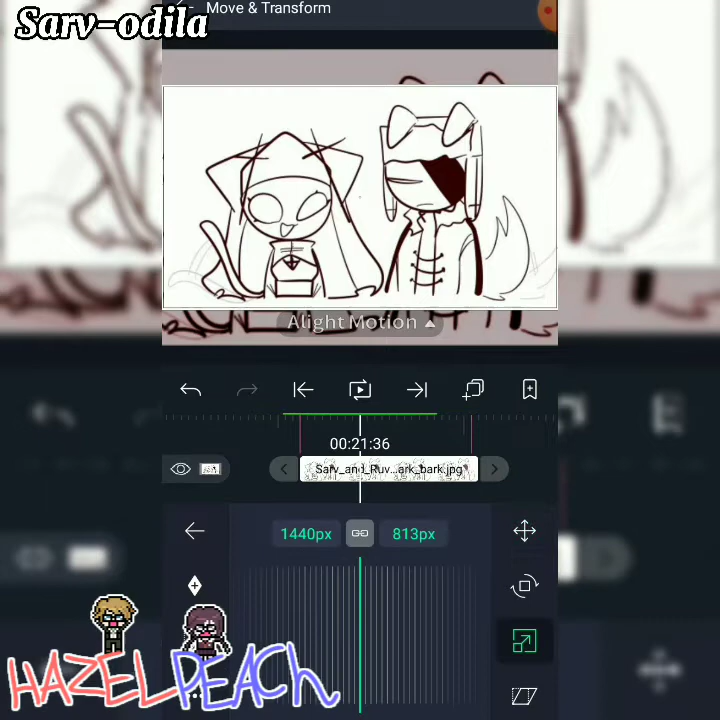 Sarv-odila
Move & Transform
Alight Motion
00:21:36
Sarv_and_Ruv...ark_bark.jpg
1440px
813px
HAZELPEACH